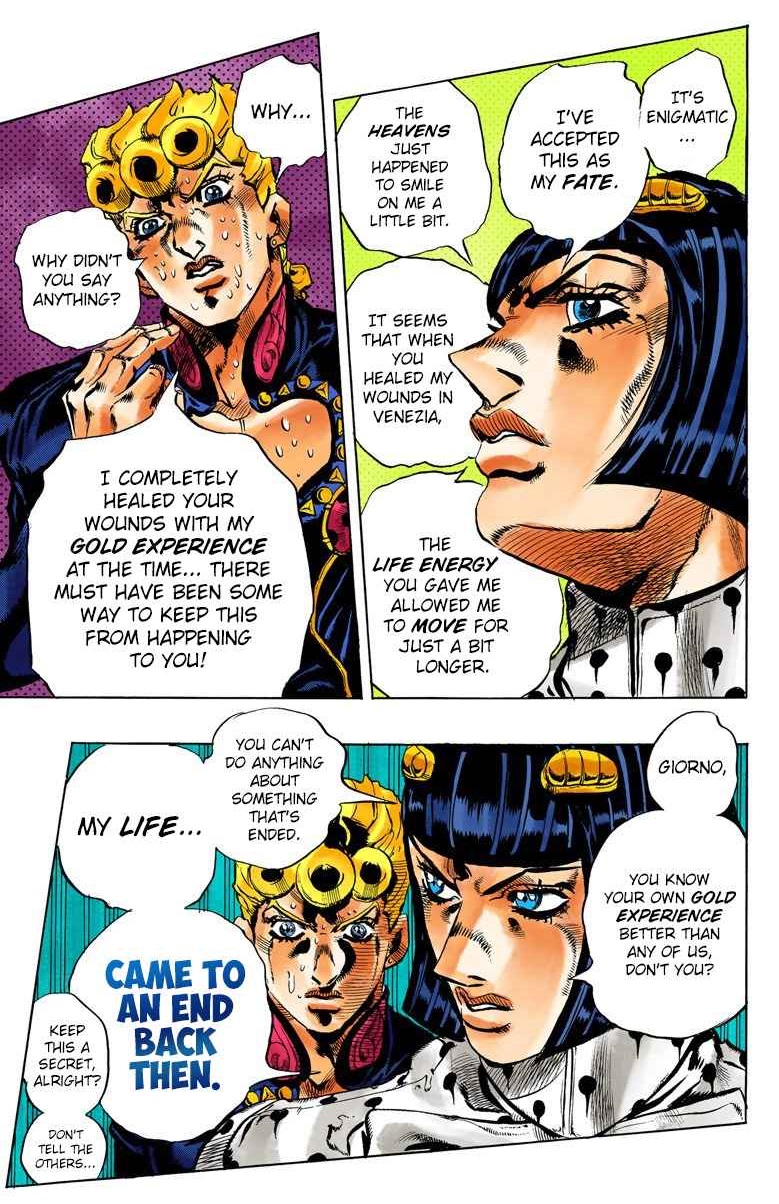 IT'S
ENIGMATIC
...
I'VE
ACCEPTED
THIS AS
MY FATE.
THE
HEAVENS
JUST
HAPPENED
TO SMILE
ON ME A
LITTLE BIT.
IT SEEMS
THAT WHEN
YOU
HEALED MY
WOUNDS IN
VENEZIA,
THE
LIFE ENERGY
YOU GAVE ME
ALLOWED ME
TO MOVE FOR
JUST A BIT
LONGER.
WHY...
WHY DIDN'T
YOU SAY
ANYTHING?
I COMPLETELY
HEALED YOUR
WOUNDS WITH MY
GOLD EXPERIENCE
AT THE TIME... THERE
MUST HAVE BEEN SOME
WAY TO KEEP THIS
FROM HAPPENING
TO YOU!
GIORNO,
YOU KNOW
YOUR OWN GOLD
EXPERIENCE
BETTER THAN
ANY OF US,
DON'T YOU?
YOU CAN'T
DO ANYTHING
ABOUT
SOMETHING
THAT'S
ENDED.
MY LIFE...
CAME TO
AN END
BACK
THEN.
KEEP
THIS A
SECRET,
ALRIGHT?
DON'T
TELL THE
OTHERS...